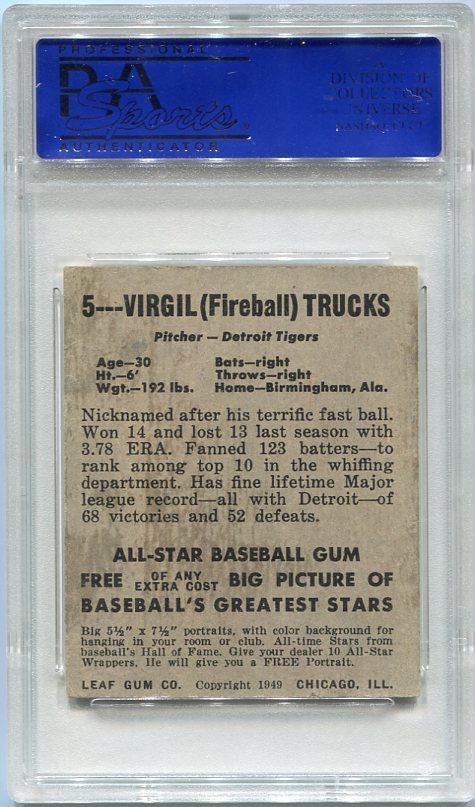 PROFESSIONAL
PSA
Sports
AUTHENTICATOR
A
DIVISION OF
COLLECTORS
UNIVERSE
NASDAQ: CLCT
5---VIRGIL (Fireball) TRUCKS
Pitcher — Detroit Tigers
Age—30 Bats—right
Ht.—6' Throws—right
Wgt.—192 lbs. Home—Birmingham, Ala.
Nicknamed after his terrific fast ball.
Won 14 and lost 13 last season with
3.78 ERA. Fanned 123 batters—to
rank among top 10 in the whiffing
department. Has fine lifetime Major
league record—all with Detroit—of
68 victories and 52 defeats.
ALL-STAR BASEBALL GUM
FREE OF ANY EXTRA COST BIG PICTURE OF
BASEBALL'S GREATEST STARS
Big 5½" x 7½" portraits, with color background for
hanging in your room or club. All-time Stars from
baseball's Hall of Fame. Give your dealer 10 All-Star
Wrappers. He will give you a FREE Portrait.
LEAF GUM CO. Copyright 1949 CHICAGO, ILL.